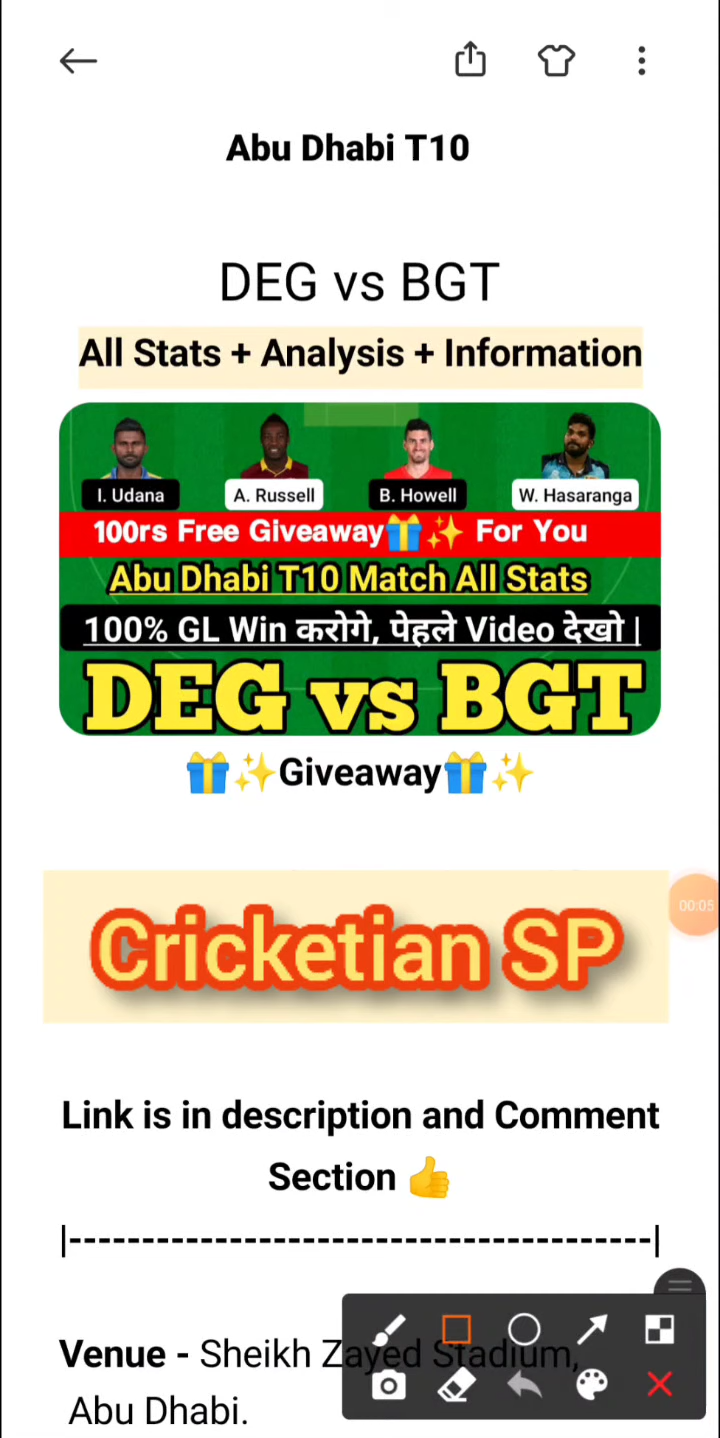 Abu Dhabi T10
DEG vs BGT
All Stats + Analysis + Information
I. Udana A. Russell B. Howell W. Hasaranga
100rs Free Giveaway🎁✨ For You
Abu Dhabi T10 Match All Stats
100% GL Win करोगे, पेहले Video देखो |
DEG vs BGT
🎁✨Giveaway🎁✨
Cricketian SP
00:05
Link is in description and Comment
Section 👍
|----------------------------------------|
Venue - Sheikh Zayed Stadium,
Abu Dhabi.